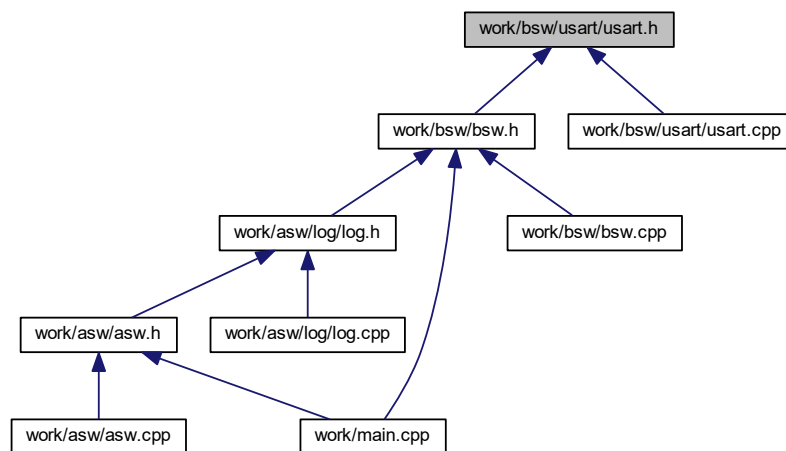 work/bsw/usart/usart.h
work/bsw/bsw.h
work/bsw/usart/usart.cpp
work/asw/log/log.h
work/bsw/bsw.cpp
work/asw/asw.h
work/asw/log/log.cpp
work/asw/asw.cpp
work/main.cpp